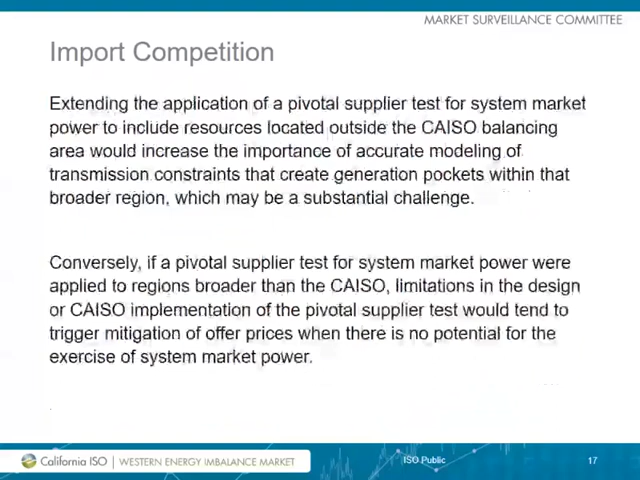 MARKET SURVEILLANCE COMMITTEE
Import Competition
Extending the application of a pivotal supplier test for system market
power to include resources located outside the CAISO balancing
area would increase the importance of accurate modeling of
transmission constraints that create generation pockets within that
broader region, which may be a substantial challenge.
Conversely, if a pivotal supplier test for system market power were
applied to regions broader than the CAISO, limitations in the design
or CAISO implementation of the pivotal supplier test would tend to
trigger mitigation of offer prices when there is no potential for the
exercise of system market power.
California ISO | WESTERN ENERGY IMBALANCE MARKET
ISO Public
17